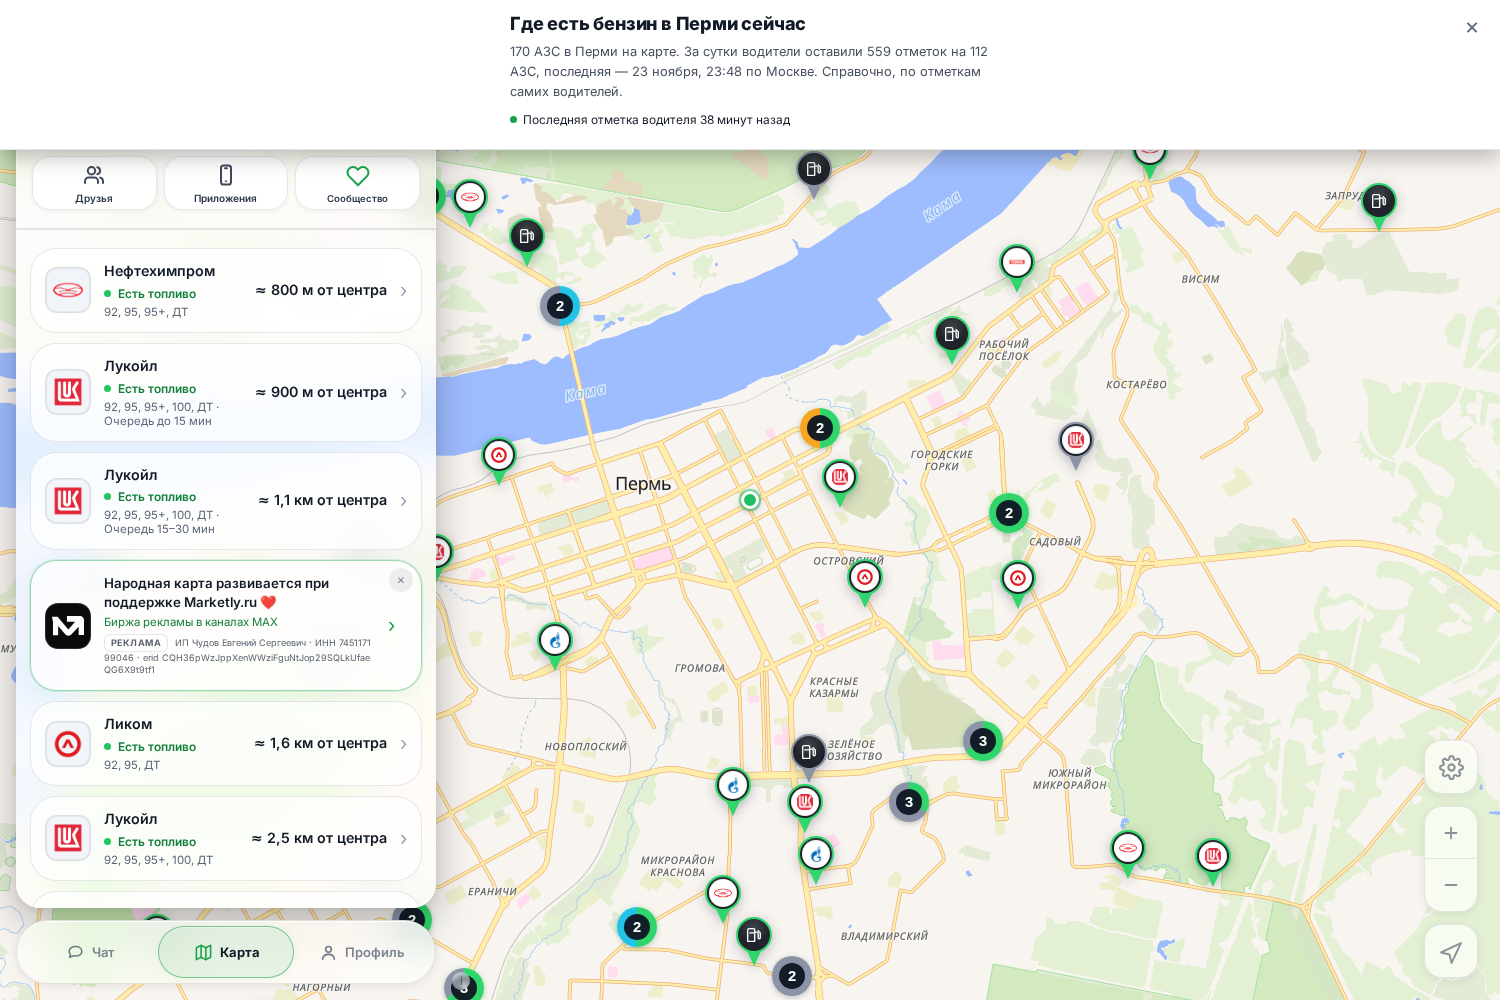 Где есть бензин в Перми сейчас
170 АЗС в Перми на карте. За сутки водители оставили 559 отметок на 112
АЗС, последняя — 23 ноября, 23:48 по Москве. Справочно, по отметкам
самих водителей.
Последняя отметка водителя 38 минут назад
Друзья
Приложения
Сообщество
Нефтехимпром
Есть топливо
92, 95, 95+, ДТ
≈ 800 м от центра
Лукойл
Есть топливо
92, 95, 95+, 100, ДТ ·
Очередь до 15 мин
≈ 900 м от центра
Лукойл
Есть топливо
92, 95, 95+, 100, ДТ ·
Очередь 15–30 мин
≈ 1,1 км от центра
Народная карта развивается при
поддержке Marketly.ru ❤️
Биржа рекламы в каналах MAX
РЕКЛАМА ИП Чудов Евгений Сергеевич · ИНН 7451171
99046 · erid CQH36pWzJppXenWWziFguNtJop29SQLkUfae
QG6X9t9tf1
Ликом
Есть топливо
92, 95, ДТ
≈ 1,6 км от центра
Лукойл
Есть топливо
92, 95, 95+, 100, ДТ
≈ 2,5 км от центра
Чат
Карта
Профиль
Кама
ЗАПРУД
ВИСИМ
2
РАБОЧИЙ
ПОСЁЛОК
КОСТАРЁВО
Кама
2
ГОРОДСКИЕ
ГОРКИ
Пермь
2
САДОВЫЙ
ОСТРОВСКИЙ
ГРОМОВА
КРАСНЫЕ
КАЗАРМЫ
НОВОПЛОСКИЙ
ЗЕЛЁНОЕ
ОЗЯЙСТВО
3
ЮЖНЫЙ
МИКРОРАЙОН
3
МИКРОРАЙОН
КРАСНОВА
ЕРАНИЧИ
2
2
ВЛАДИМИРСКИЙ
2
3
НАГОРНЫЙ